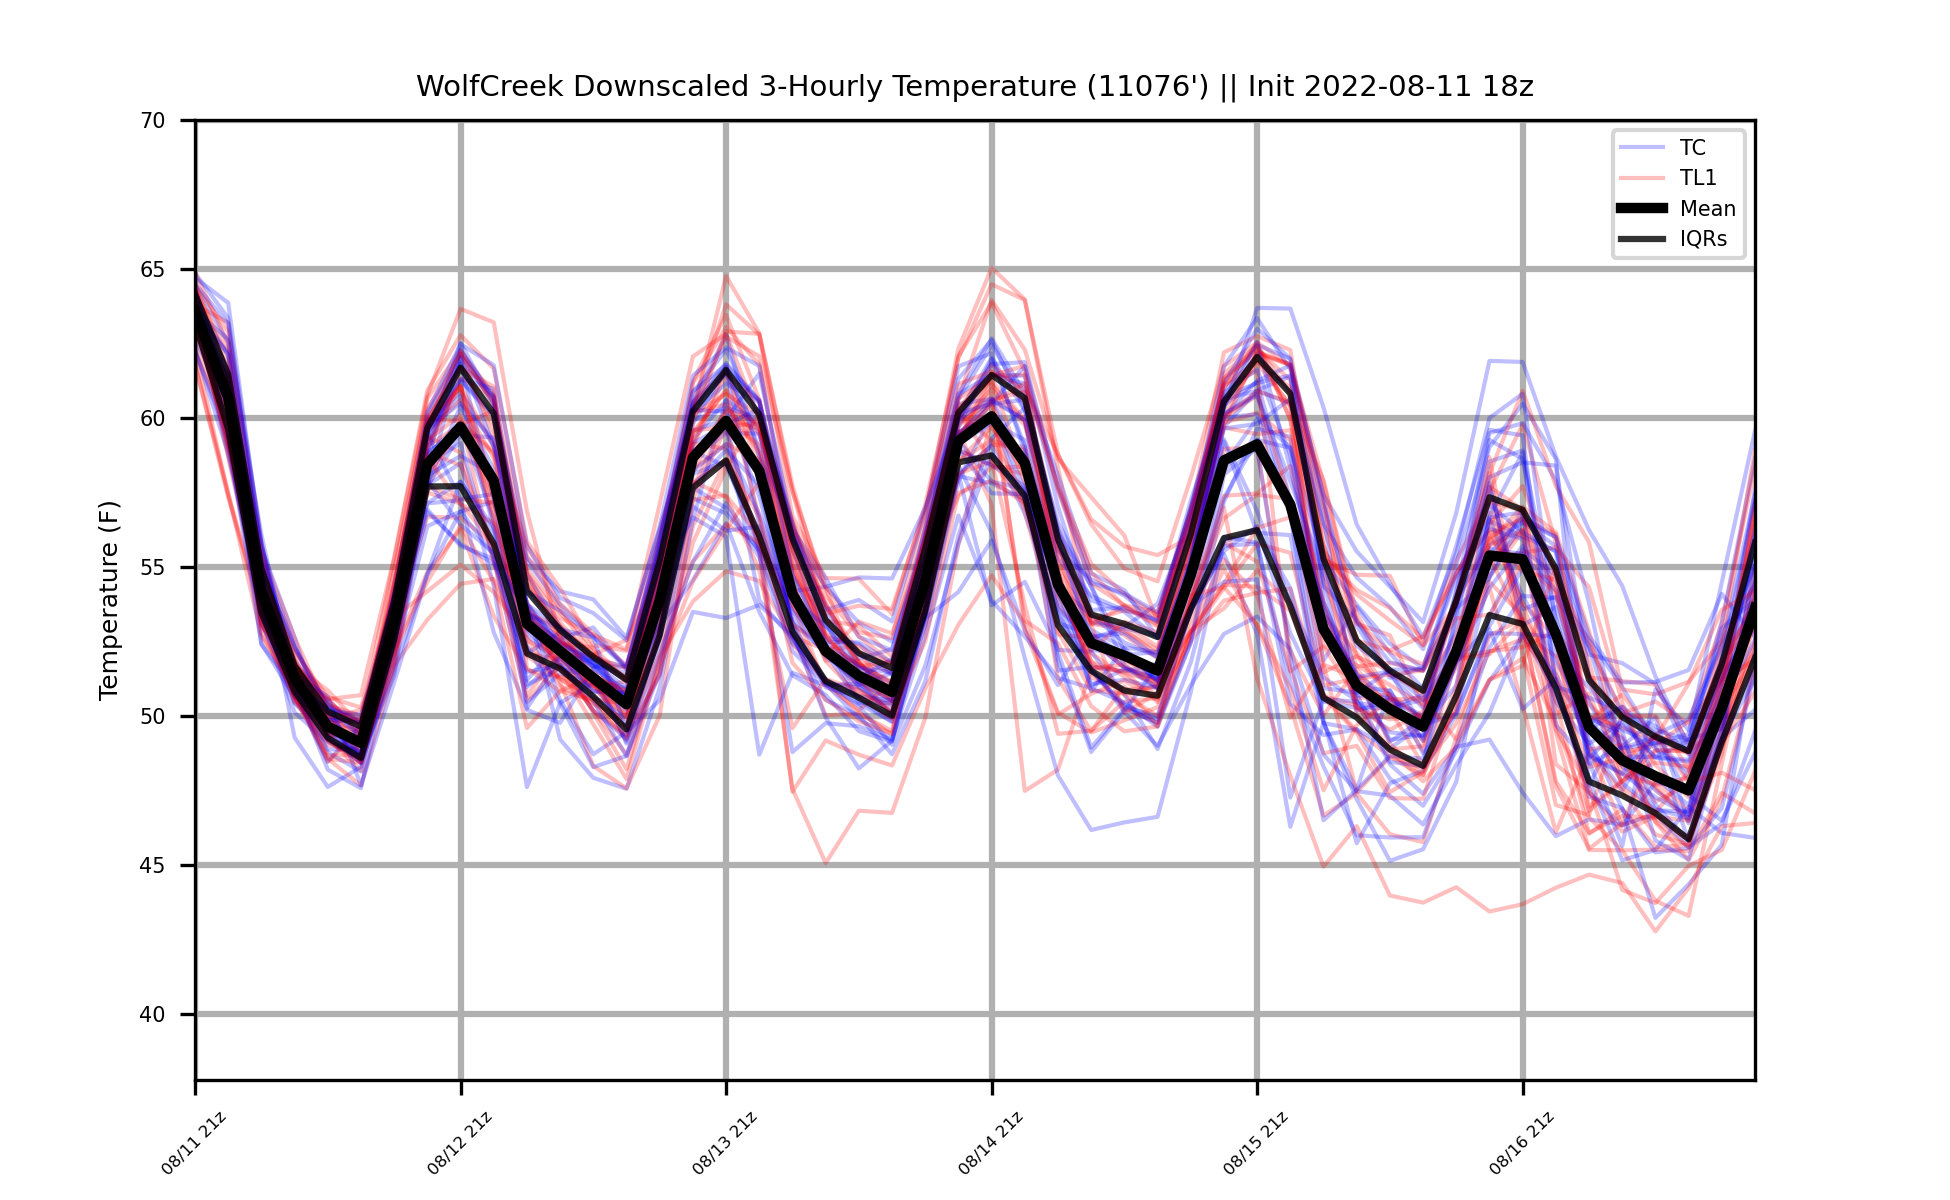 WolfCreek Downscaled 3-Hourly Temperature (11076') || Init 2022-08-11 18z
70
65
60
55
50
45
40
Temperature (F)
TC
TL1
Mean
IQRs
08/11 21z
08/12 21z
08/13 21z
08/14 21z
08/15 21z
08/16 21z